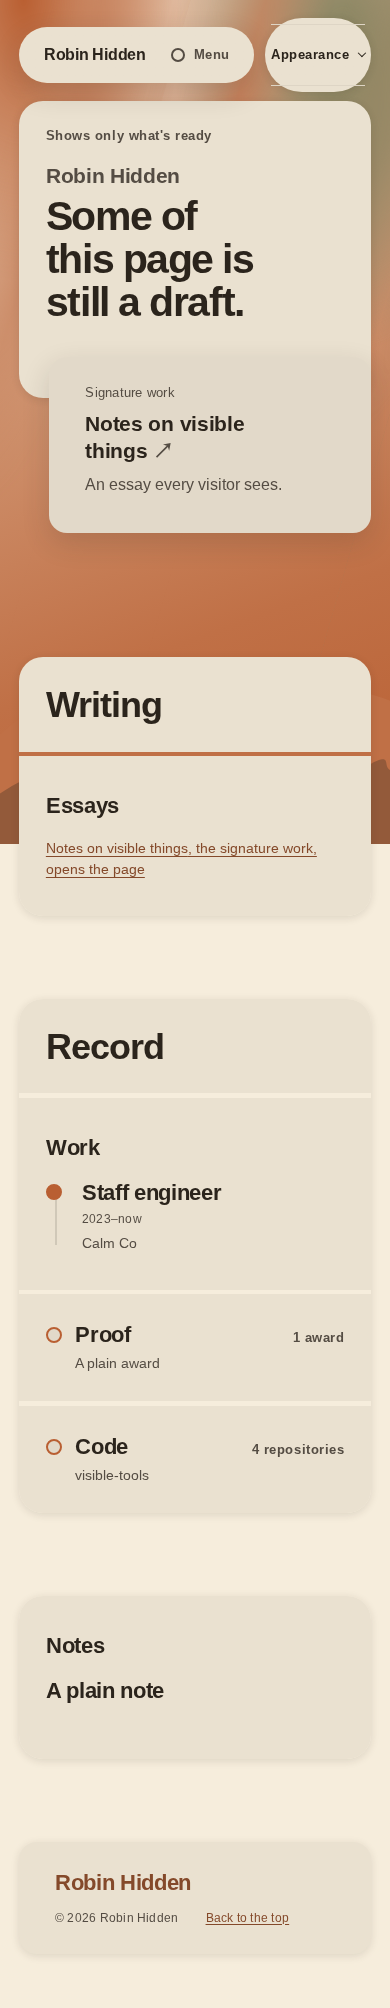 Robin Hidden
Menu
Appearance
Shows only what's ready
Robin Hidden
Some of
this page is
still a draft.
Signature work
Notes on visible
things ↗
An essay every visitor sees.
Writing
Essays
Notes on visible things, the signature work,
opens the page
Record
Work
Staff engineer
2023–now
Calm Co
Proof
1 award
A plain award
Code
4 repositories
visible-tools
Notes
A plain note
Robin Hidden
© 2026 Robin Hidden
Back to the top